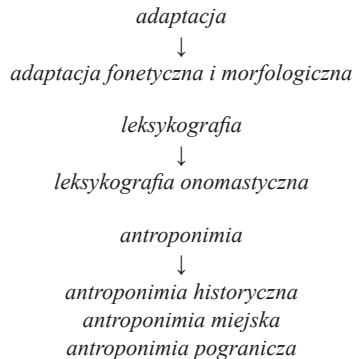 adaptacja
↓
adaptacja fonetyczna i morfologiczna
leksykografia
↓
leksykografia onomastyczna
antroponimia
↓
antroponimia historyczna
antroponimia miejska
antroponimia pogranicza